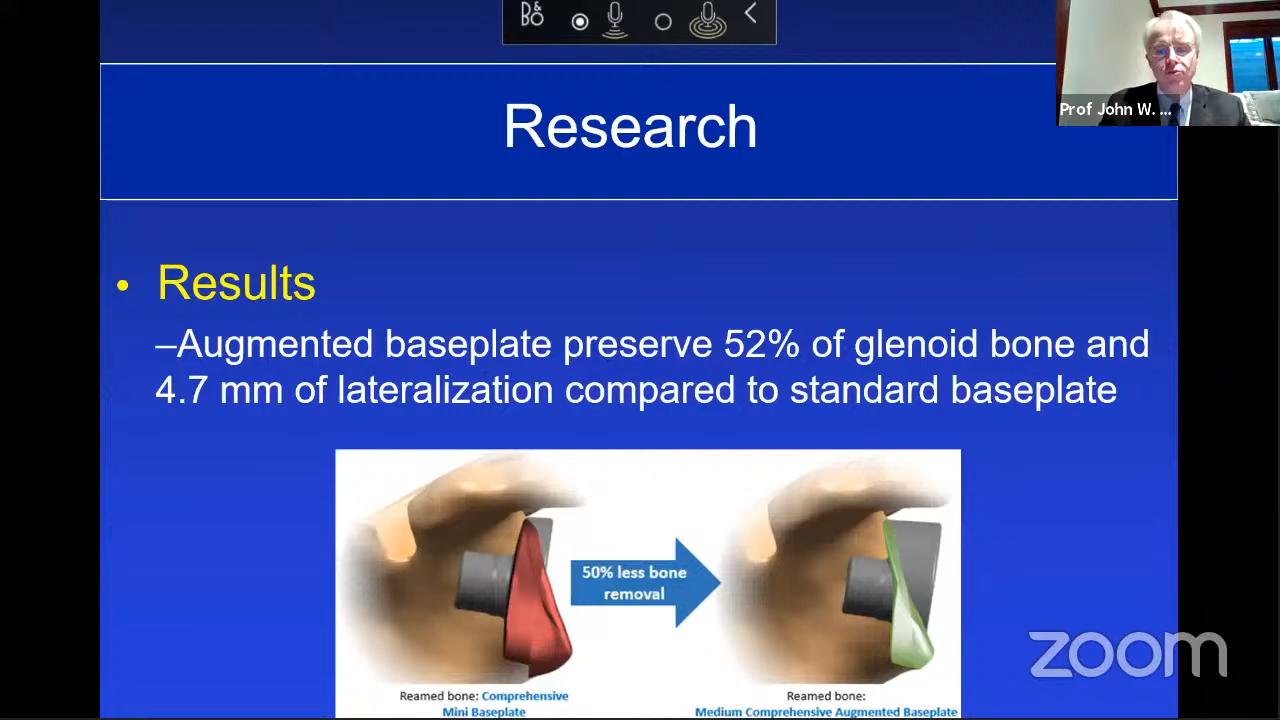 B&O
Prof John W. ...
Research
• Results
–Augmented baseplate preserve 52% of glenoid bone and
4.7 mm of lateralization compared to standard baseplate
50% less bone
removal
Reamed bone: Comprehensive
Mini Baseplate
Reamed bone:
Medium Comprehensive Augmented Baseplate
zoom